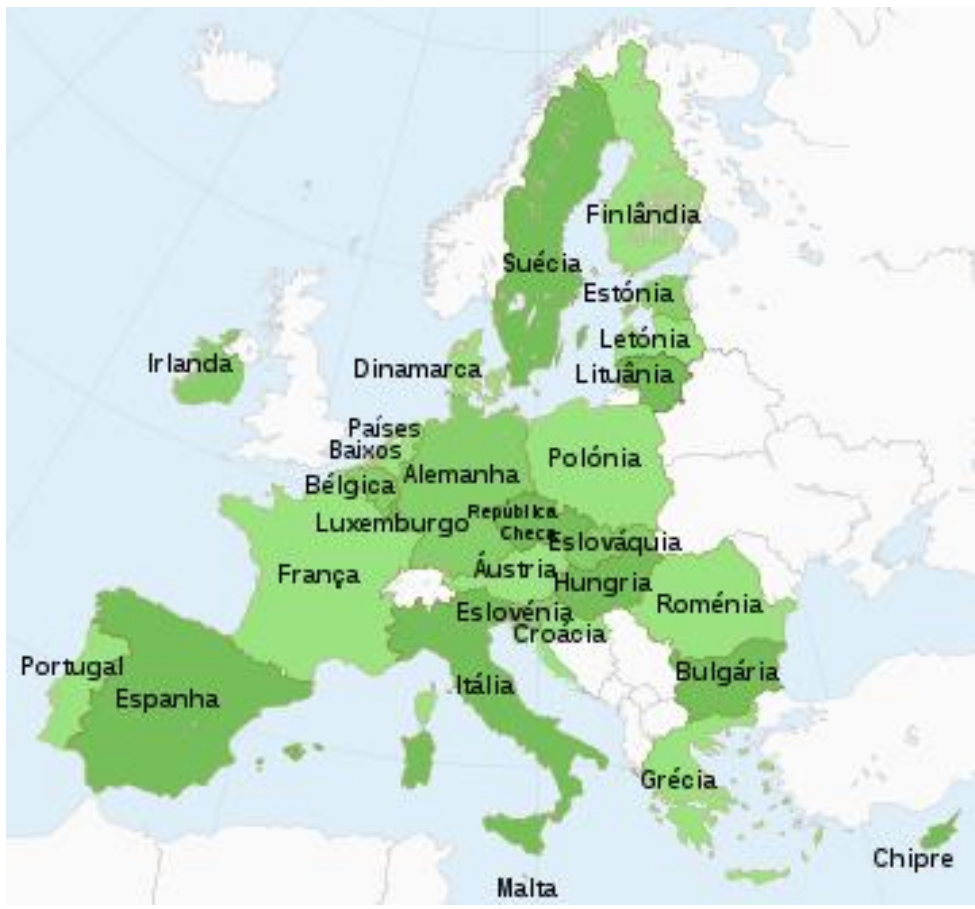 Finlândia
Suécia
Estónia
Letónia
Irlanda
Dinamarca
Lituânia
Países
Baixos
Polónia
Alemanha
Bélgica
República
Checa
Luxemburgo
Eslováquia
França
Áustria
Hungria
Roménia
Eslovénia
Croácia
Portugal
Bulgária
Espanha
Itália
Grécia
Chipre
Malta